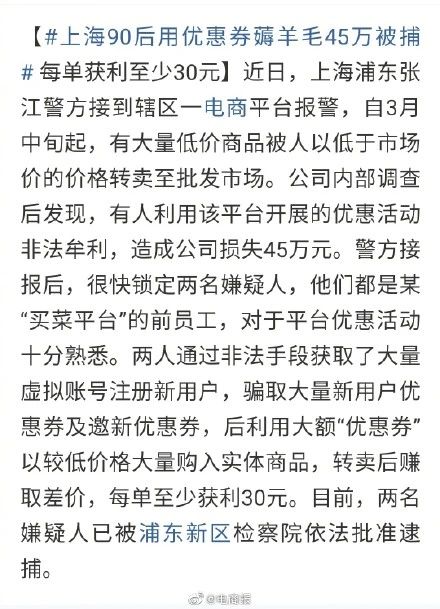 【#上海90后用优惠券薅羊毛45万被捕
# 每单获利至少30元】近日，上海浦东张
江警方接到辖区一电商平台报警，自3月
中旬起，有大量低价商品被人以低于市场
价的价格转卖至批发市场。公司内部调查
后发现，有人利用该平台开展的优惠活动
非法牟利，造成公司损失45万元。警方接
报后，很快锁定两名嫌疑人，他们都是某
“买菜平台”的前员工，对于平台优惠活动
十分熟悉。两人通过非法手段获取了大量
虚拟账号注册新用户，骗取大量新用户优
惠券及邀新优惠券，后利用大额“优惠券”
以较低价格大量购入实体商品，转卖后赚
取差价，每单至少获利30元。目前，两名
嫌疑人已被浦东新区检察院依法批准逮
捕。
@电商报